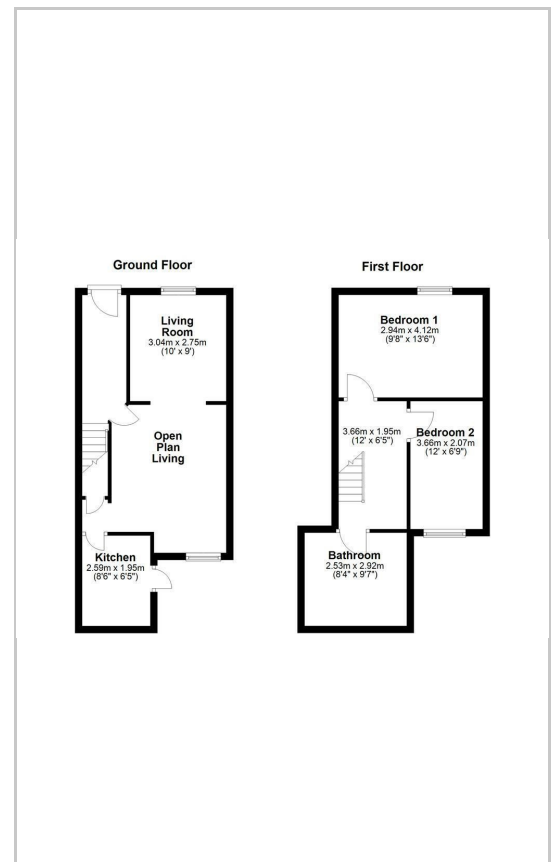 Ground Floor
Living
Room
3.04m x 2.75m
(10' x 9')
Open
Plan
Living
Kitchen
2.59m x 1.95m
(8'6" x 6'5")
First Floor
Bedroom 1
2.94m x 4.12m
(9'8" x 13'6")
3.66m x 1.95m
(12' x 6'5")
Bedroom 2
3.66m x 2.07m
(12' x 6'9")
Bathroom
2.53m x 2.92m
(8'4" x 9'7")